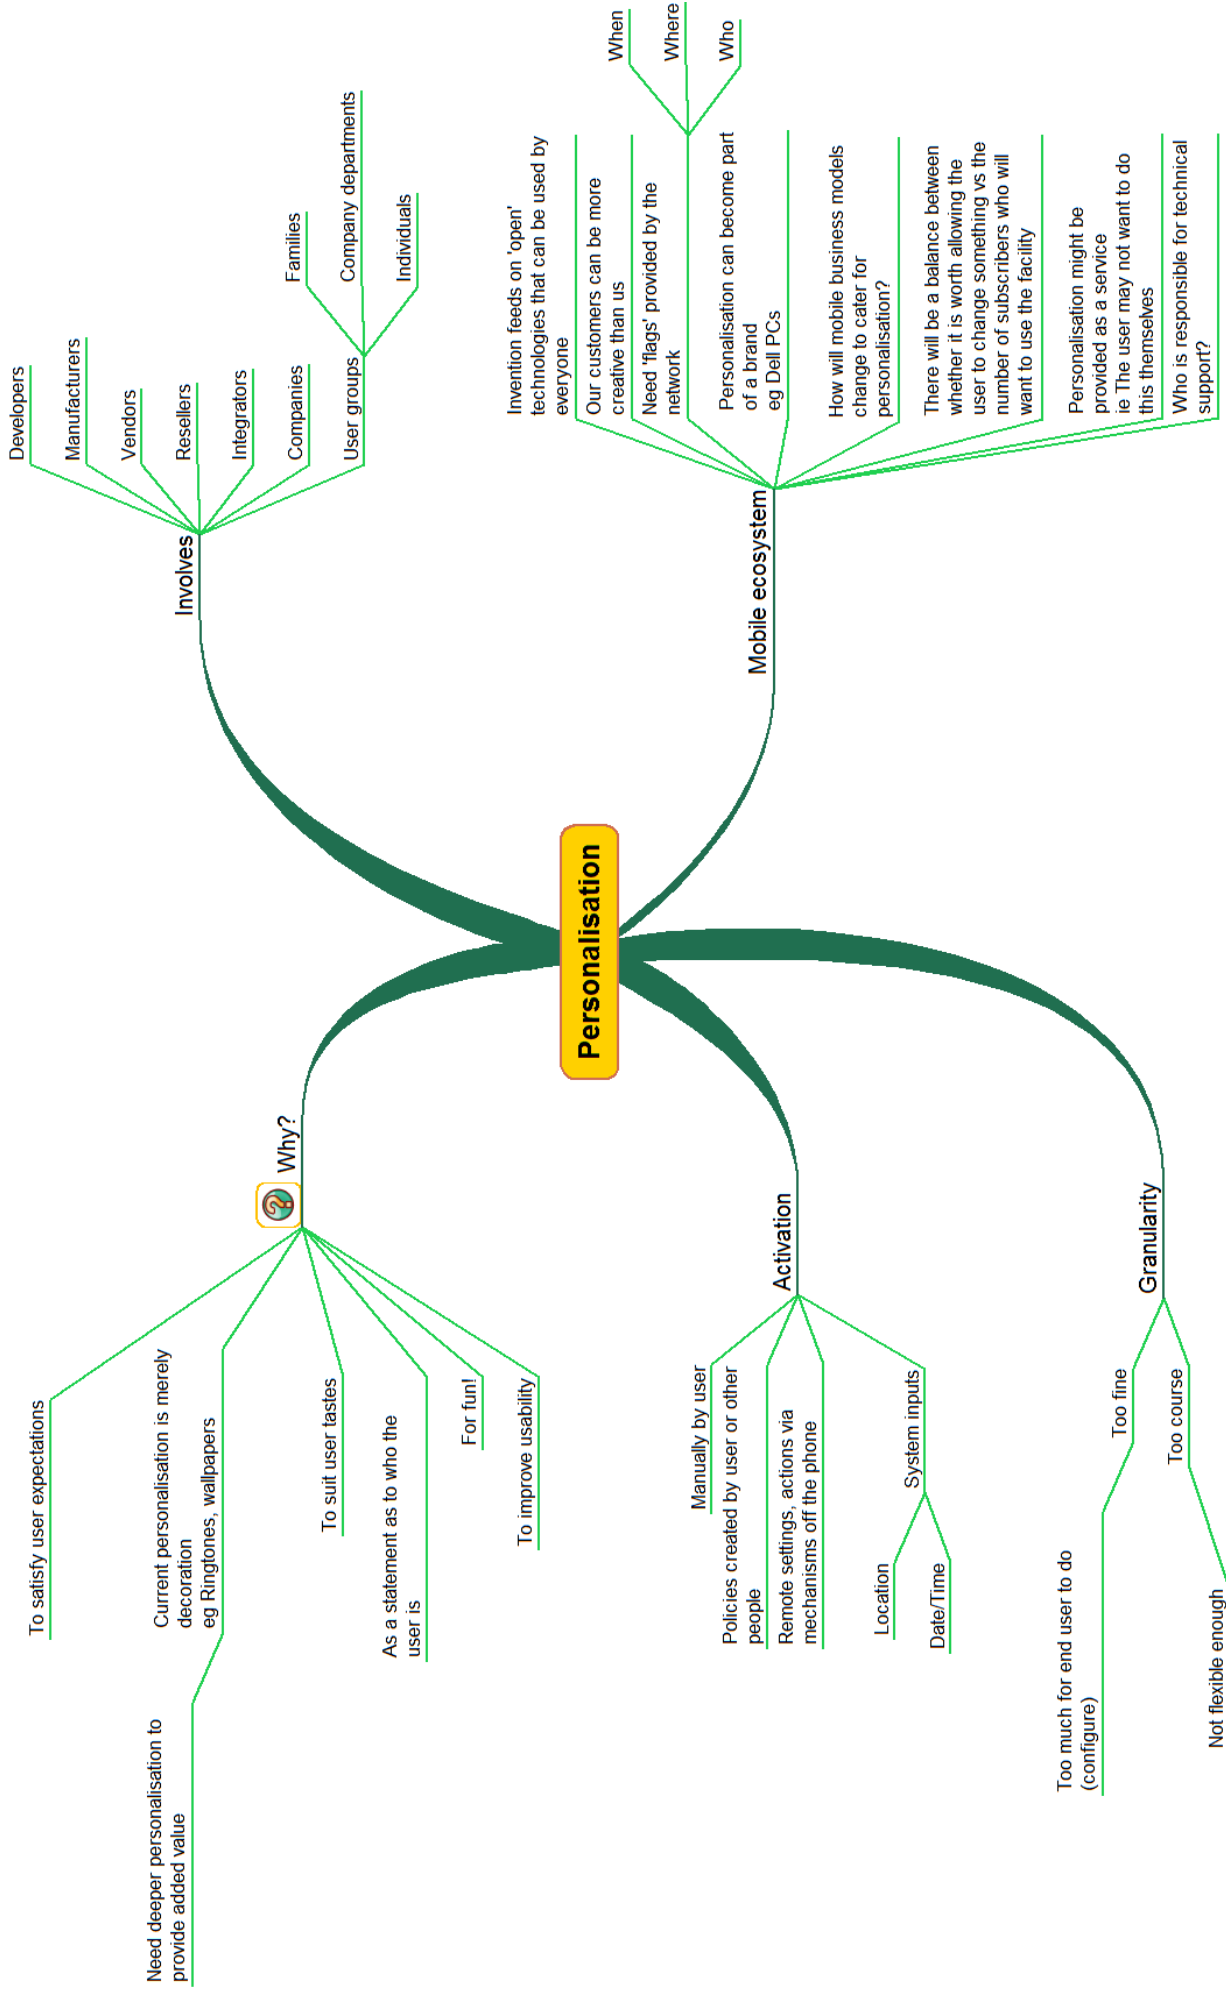 Personalisation
Involves
Developers
Manufacturers
Vendors
Resellers
Integrators
Companies
User groups
Families
Company departments
Individuals
Mobile ecosystem
Invention feeds on 'open'
technologies that can be used by
everyone
Our customers can be more
creative than us
Need 'flags' provided by the
network
When
Where
Who
Personalisation can become part
of a brand
eg Dell PCs
How will mobile business models
change to cater for
personalisation?
There will be a balance between
whether it is worth allowing the
user to change something vs the
number of subscribers who will
want to use the facility
Personalisation might be
provided as a service
ie The user may not want to do
this themselves
Who is responsible for technical
support?
Why?
To satisfy user expectations
Current personalisation is merely
decoration
eg Ringtones, wallpapers
Need deeper personalisation to
provide added value
To suit user tastes
As a statement as to who the
user is
For fun!
To improve usability
Activation
Manually by user
Policies created by user or other
people
Remote settings, actions via
mechanisms off the phone
System inputs
Location
Date/Time
Granularity
Too fine
Too much for end user to do
(configure)
Too course
Not flexible enough